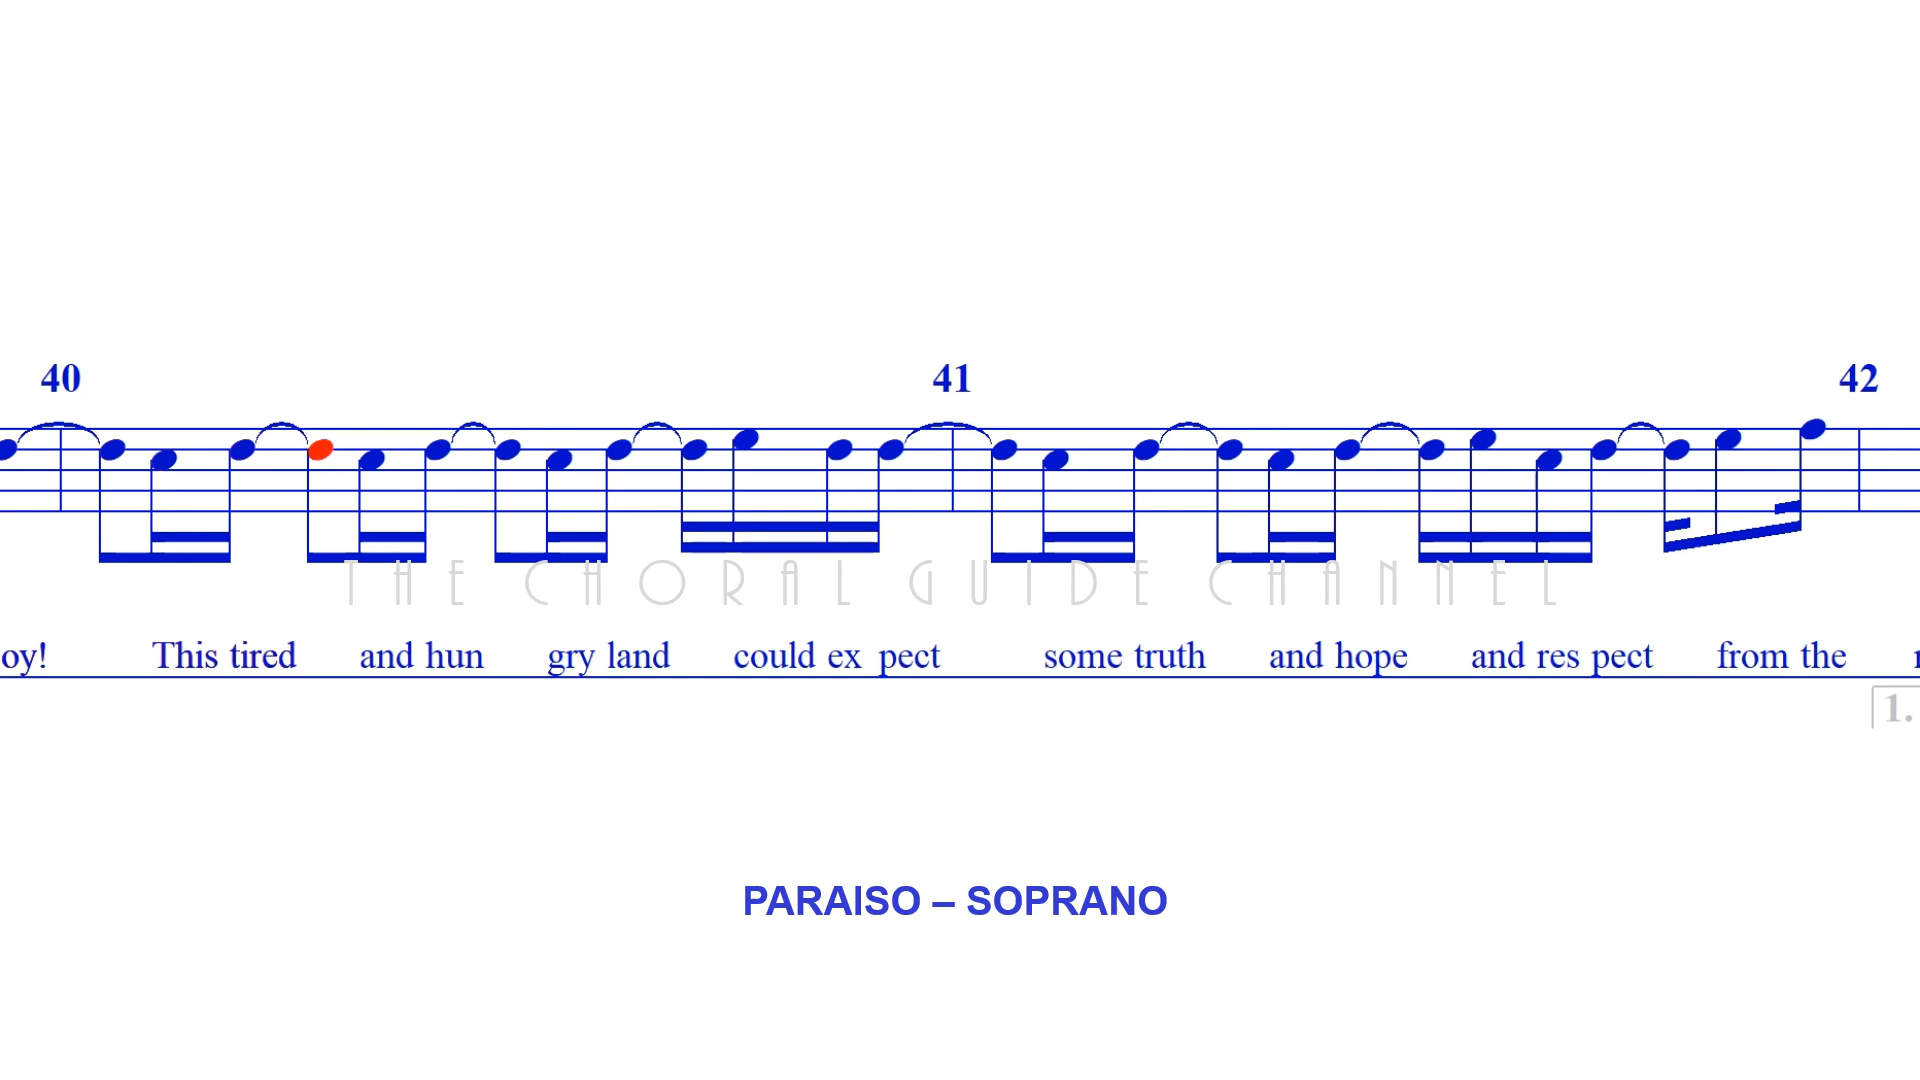 40 41 42
THE CHORAL GUIDE CHANNEL
oy! This tired and hun gry land could ex pect some truth and hope and res pect from the
1.
PARAISO – SOPRANO